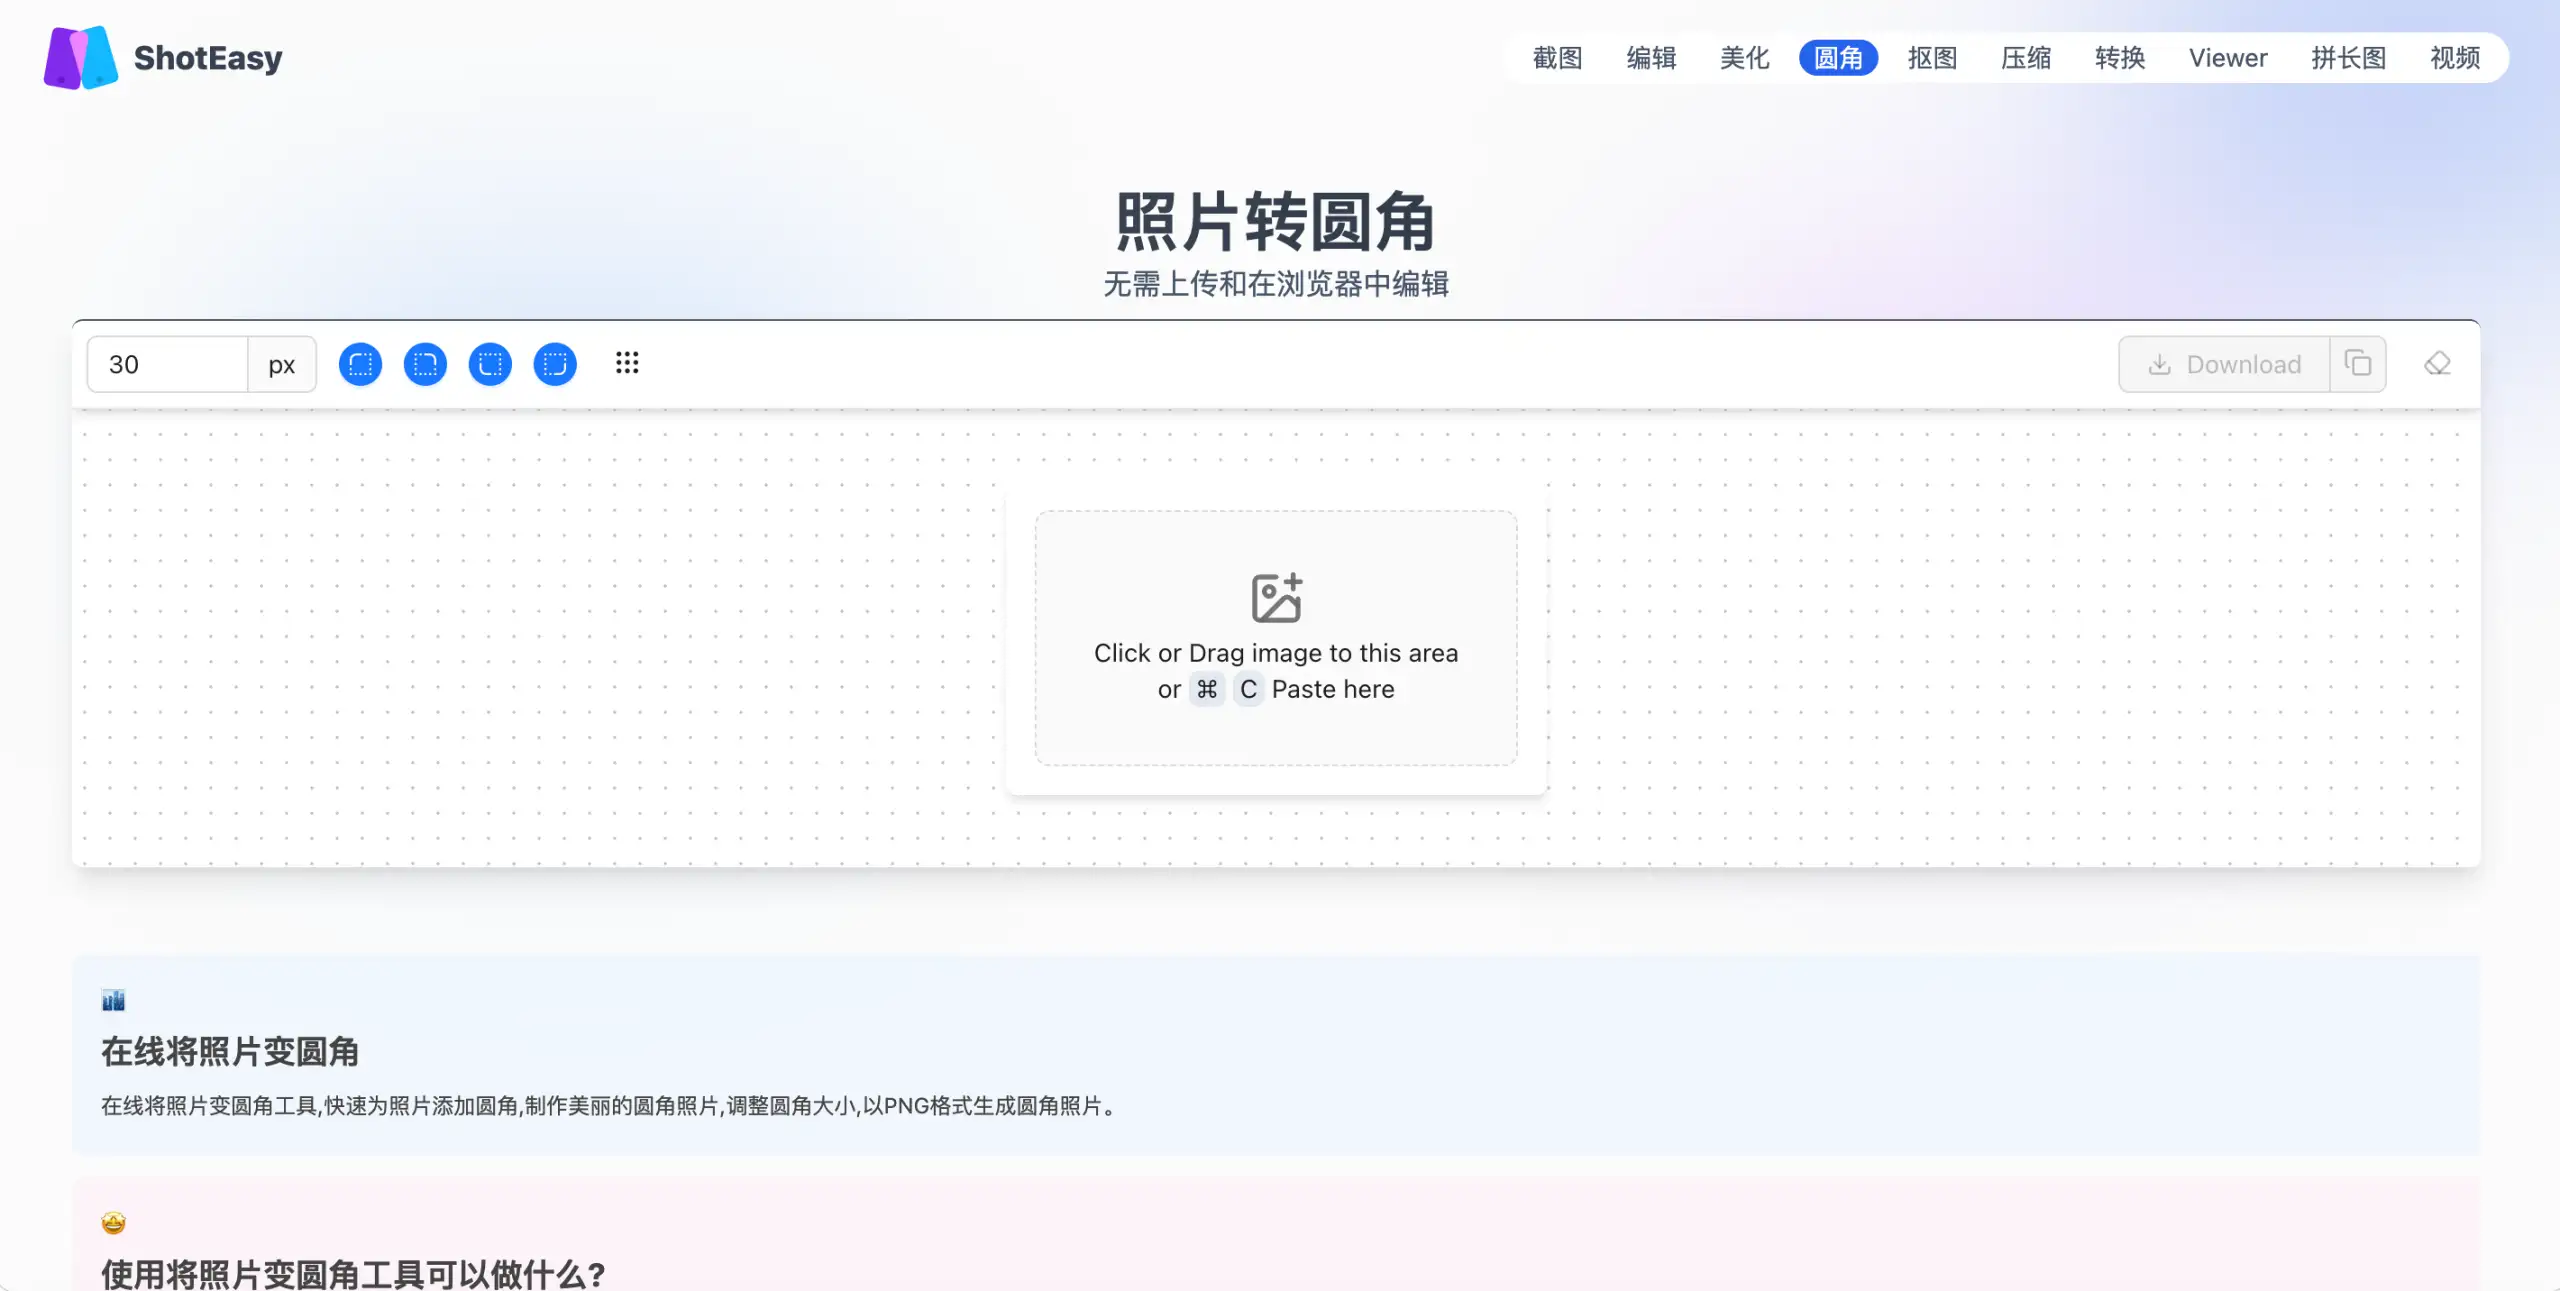 ShotEasy
截图 编辑 美化 圆角 抠图 压缩 转换 Viewer 拼长图 视频
照片转圆角
无需上传和在浏览器中编辑
30 px Download
Click or Drag image to this area
or ⌘ C Paste here
在线将照片变圆角
在线将照片变圆角工具,快速为照片添加圆角,制作美丽的圆角照片,调整圆角大小,以PNG格式生成圆角照片。
使用将照片变圆角工具可以做什么?